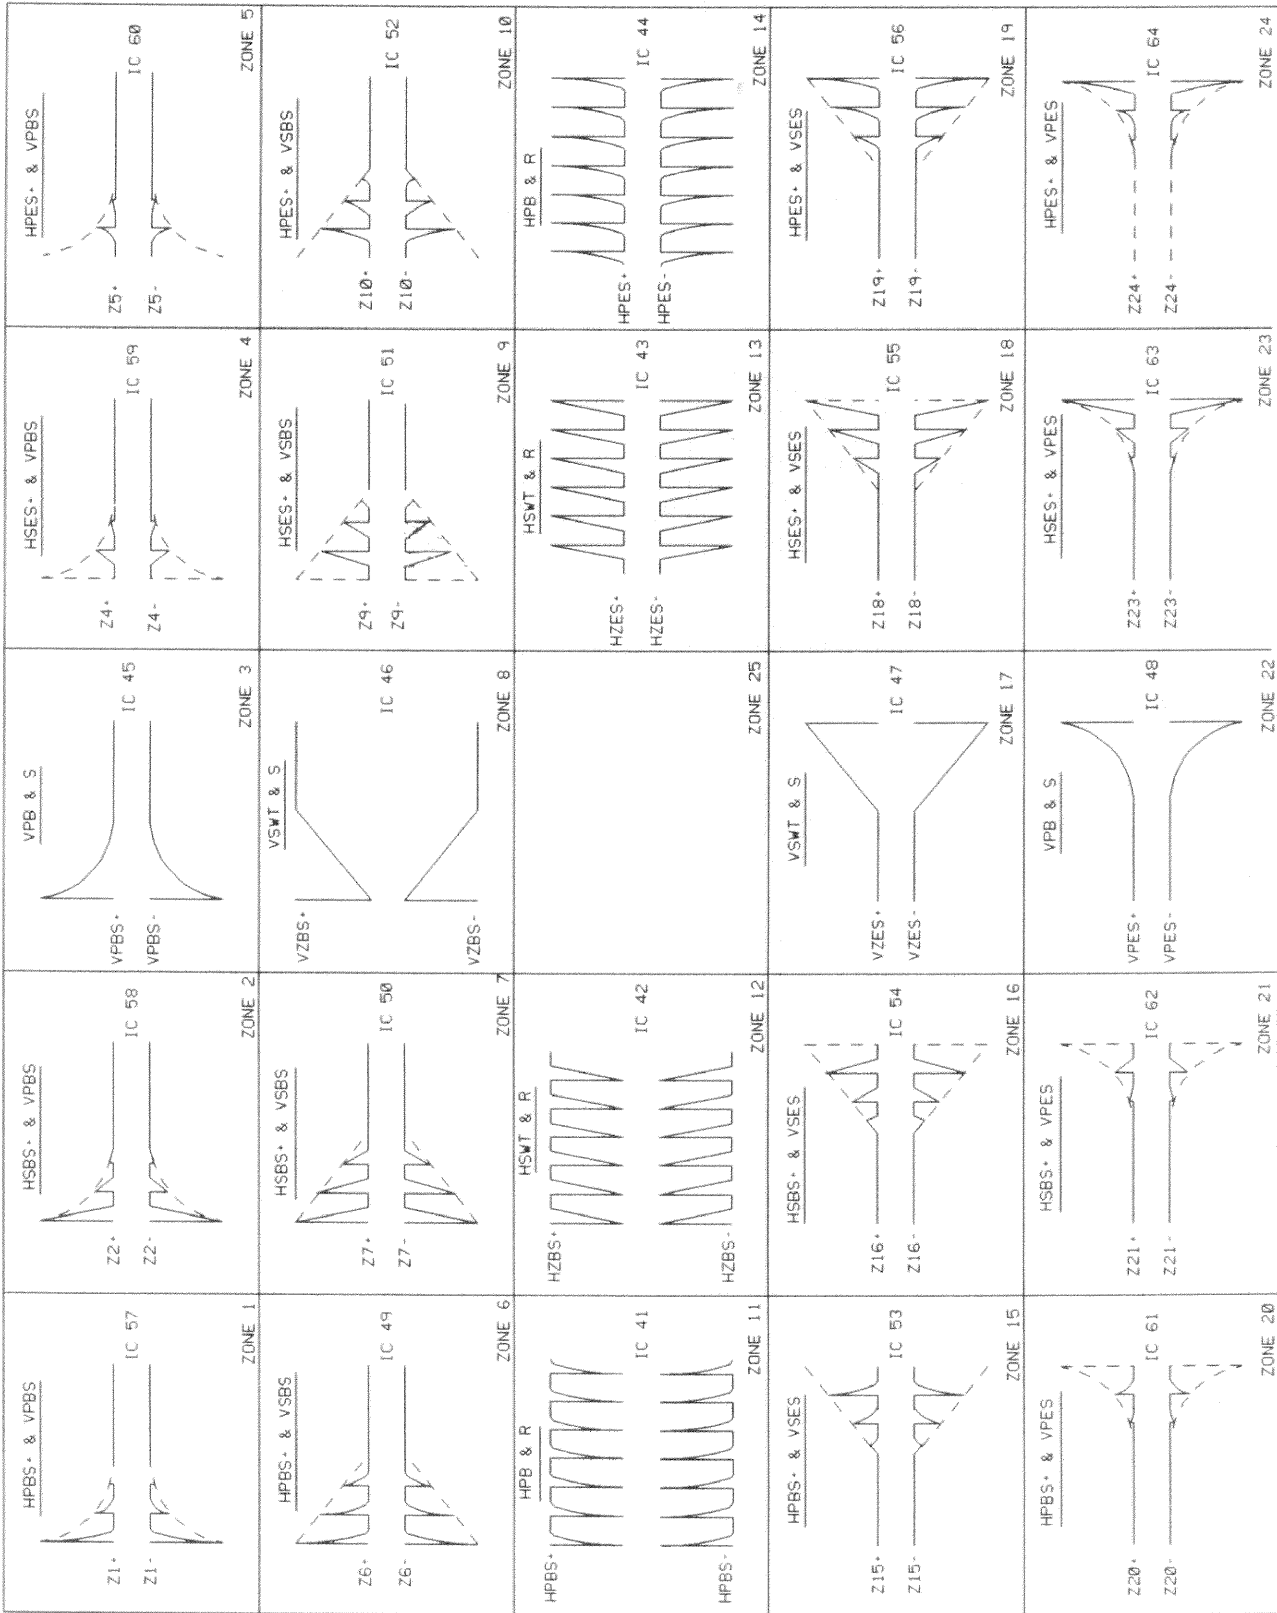 HPBS+ & VPBS
Z1+
Z1-
IC 57
ZONE 1
HSBS+ & VPBS
Z2+
Z2-
IC 58
ZONE 2
VPB & S
VPBS+
VPBS-
IC 45
ZONE 3
HSES+ & VPBS
Z4+
Z4-
IC 59
ZONE 4
HPES+ & VPBS
Z5+
Z5-
IC 60
ZONE 5
HPBS+ & VSBS
Z6+
Z6-
IC 49
ZONE 6
HSBS+ & VSBS
Z7+
Z7-
IC 50
ZONE 7
VSWT & S
VZBS+
VZBS-
IC 46
ZONE 8
HSES+ & VSBS
Z9+
Z9-
IC 51
ZONE 9
HPES+ & VSBS
Z10+
Z10-
IC 52
ZONE 10
HPB & R
HPBS+
HPBS-
IC 41
ZONE 11
HSWT & R
HZBS+
HZBS-
IC 42
ZONE 12
ZONE 25
HSWT & R
HZES+
HZES-
IC 43
ZONE 13
HPB & R
HPES+
HPES-
IC 44
ZONE 14
HPBS+ & VSES
Z15+
Z15-
IC 53
ZONE 15
HSBS+ & VSES
Z16+
Z16-
IC 54
ZONE 16
VSWT & S
VZES+
VZES-
IC 47
ZONE 17
HSES+ & VSES
Z18+
Z18-
IC 55
ZONE 18
HPES+ & VSES
Z19+
Z19-
IC 56
ZONE 19
HPBS+ & VPES
Z20+
Z20-
IC 61
ZONE 20
HSBS+ & VPES
Z21+
Z21-
IC 62
ZONE 21
VPB & S
VPES+
VPES-
IC 48
ZONE 22
HSES+ & VPES
Z23+
Z23-
IC 63
ZONE 23
HPES+ & VPES
Z24+
Z24-
IC 64
ZONE 24